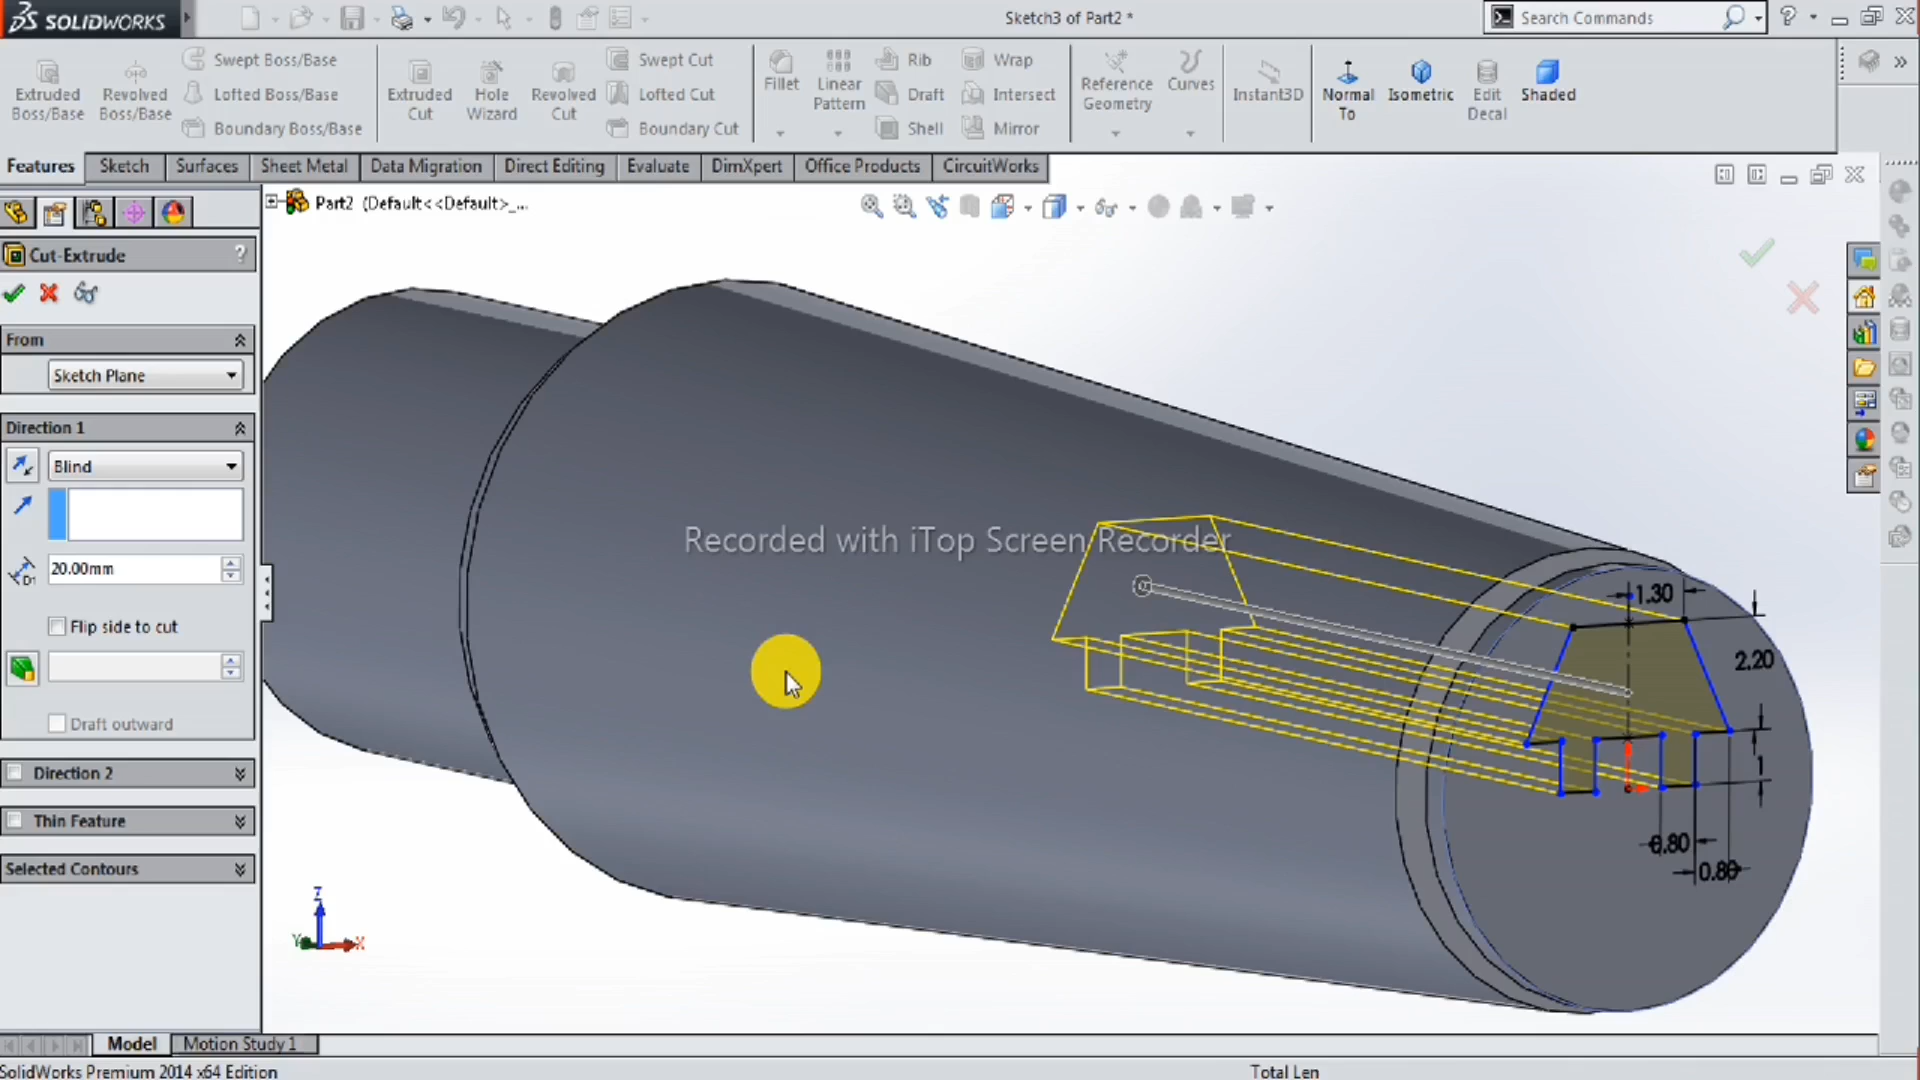 SOLIDWORKS
Sketch3 of Part2 *
Search Commands
Extruded Boss/Base
Revolved Boss/Base
Swept Boss/Base
Lofted Boss/Base
Boundary Boss/Base
Extruded Cut
Hole Wizard
Revolved Cut
Swept Cut
Lofted Cut
Boundary Cut
Fillet
Linear Pattern
Rib
Draft
Shell
Wrap
Intersect
Mirror
Reference Geometry
Curves
Instant3D
Normal To
Isometric
Edit Decal
Shaded
Features
Sketch
Surfaces
Sheet Metal
Data Migration
Direct Editing
Evaluate
DimXpert
Office Products
CircuitWorks
Part2 (Default<<Default>_...
Cut-Extrude
?
From
Sketch Plane
Direction 1
Blind
D1
20.00mm
Flip side to cut
Draft outward
Direction 2
Thin Feature
Selected Contours
Recorded with iTop Screen Recorder
1.30
2.20
1
0.80
0.80
Z
Y
X
Model
Motion Study 1
SolidWorks Premium 2014 x64 Edition
Total Len